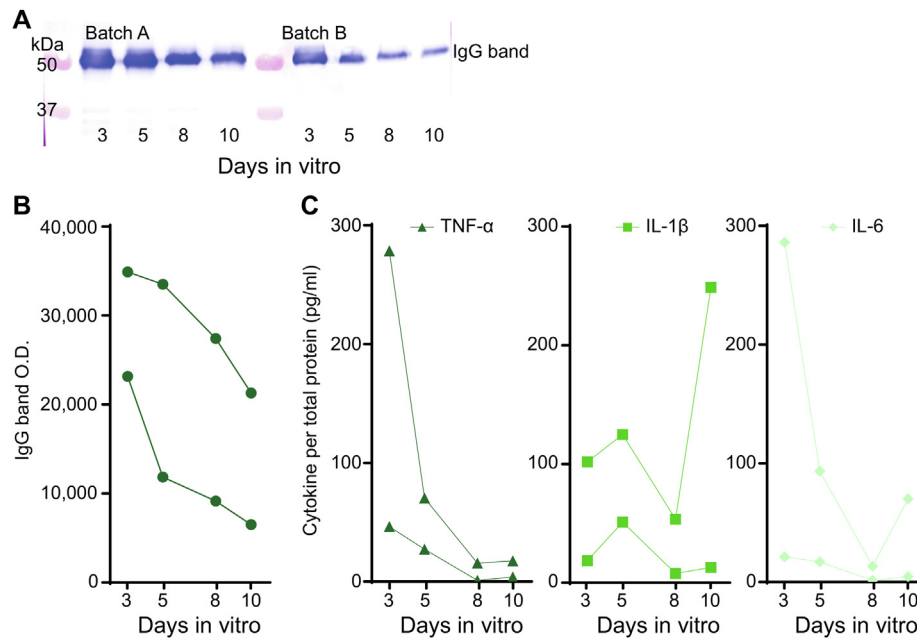 A
kDa
Batch A
Batch B
50
IgG band
37
3 5 8 10 3 5 8 10
Days in vitro
B
IgG band O.D.
40,000
30,000
20,000
10,000
0
3 5 8 10
Days in vitro
C
Cytokine per total protein (pg/ml)
TNF-α
300
200
100
0
3 5 8 10
Days in vitro
IL-1β
300
200
100
0
3 5 8 10
Days in vitro
IL-6
300
200
100
0
3 5 8 10
Days in vitro